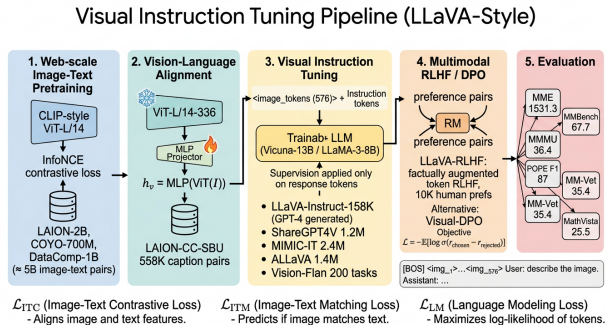 Visual Instruction Tuning Pipeline (LLaVA-Style)
1. Web-scale
Image-Text
Pretraining
CLIP-style
ViT-L/14
InfoNCE
contrastive loss
LAION-2B,
COYO-700M,
DataComp-1B
(≈ 5B image-text pairs)
2. Vision-Language
Alignment
ViT-L/14-336
MLP
Projector
h_v = MLP(ViT(I))
LAION-CC-SBU
558K caption pairs
3. Visual Instruction
Tuning
<image_tokens (576)> + Instruction
tokens
LLM
(Vicuna-13B / LLaMA-3-8B)
Supervision applied only
on response tokens
• LLaVA-Instruct-158K
(GPT-4 generated)
• ShareGPT4V 1.2M
• MIMIC-IT 2.4M
• ALLaVA 1.4M
• Vision-Flan 200 tasks
4. Multimodal
RLHF / DPO
preference pairs
RM
preference pairs
LLaVA-RLHF:
factually augmented
token RLHF,
10K human prefs
Alternative:
Visual-DPO
Objective
ℒ = −𝔼[log σ(r_chosen − r_rejected)]
5. Evaluation
MME
1531.3
MMBench
67.7
MMMU
36.4
POPE F1
87
MM-Vet
35.4
MM-Vet
35.4
MathVista
25.5
[BOS] <img_1>…<img_576> User: describe the image.
Assistant: …
ℒ_ITC (Image-Text Contrastive Loss)
- Aligns image and text features.
ℒ_ITM (Image-Text Matching Loss)
- Predicts if image matches text.
ℒ_LM (Language Modeling Loss)
- Maximizes log-likelihood of tokens.